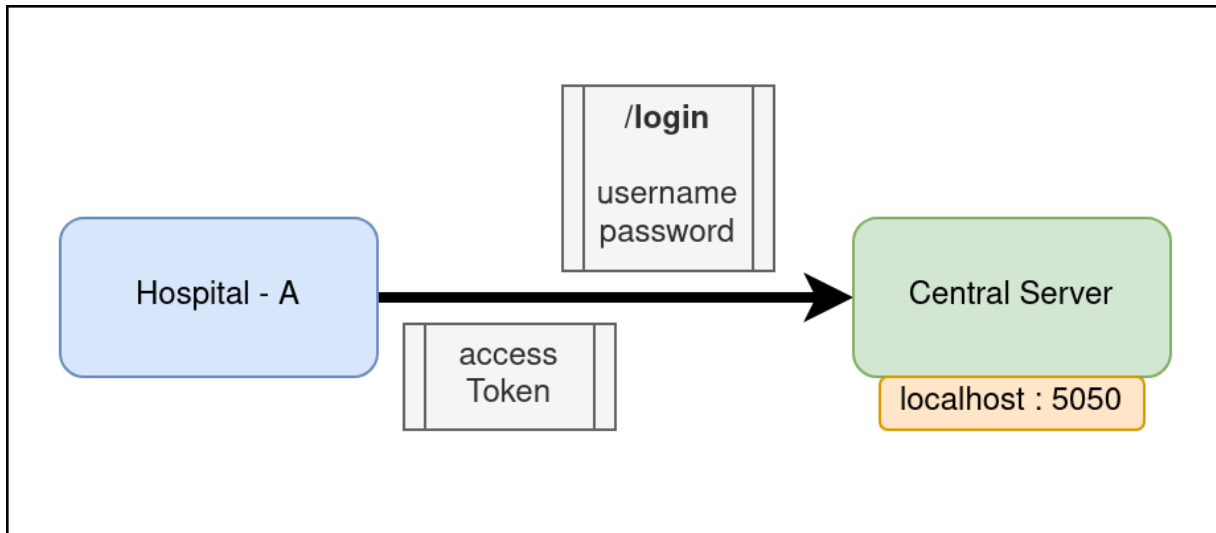 /login
username
password
Hospital - A
Central Server
access
Token
localhost : 5050